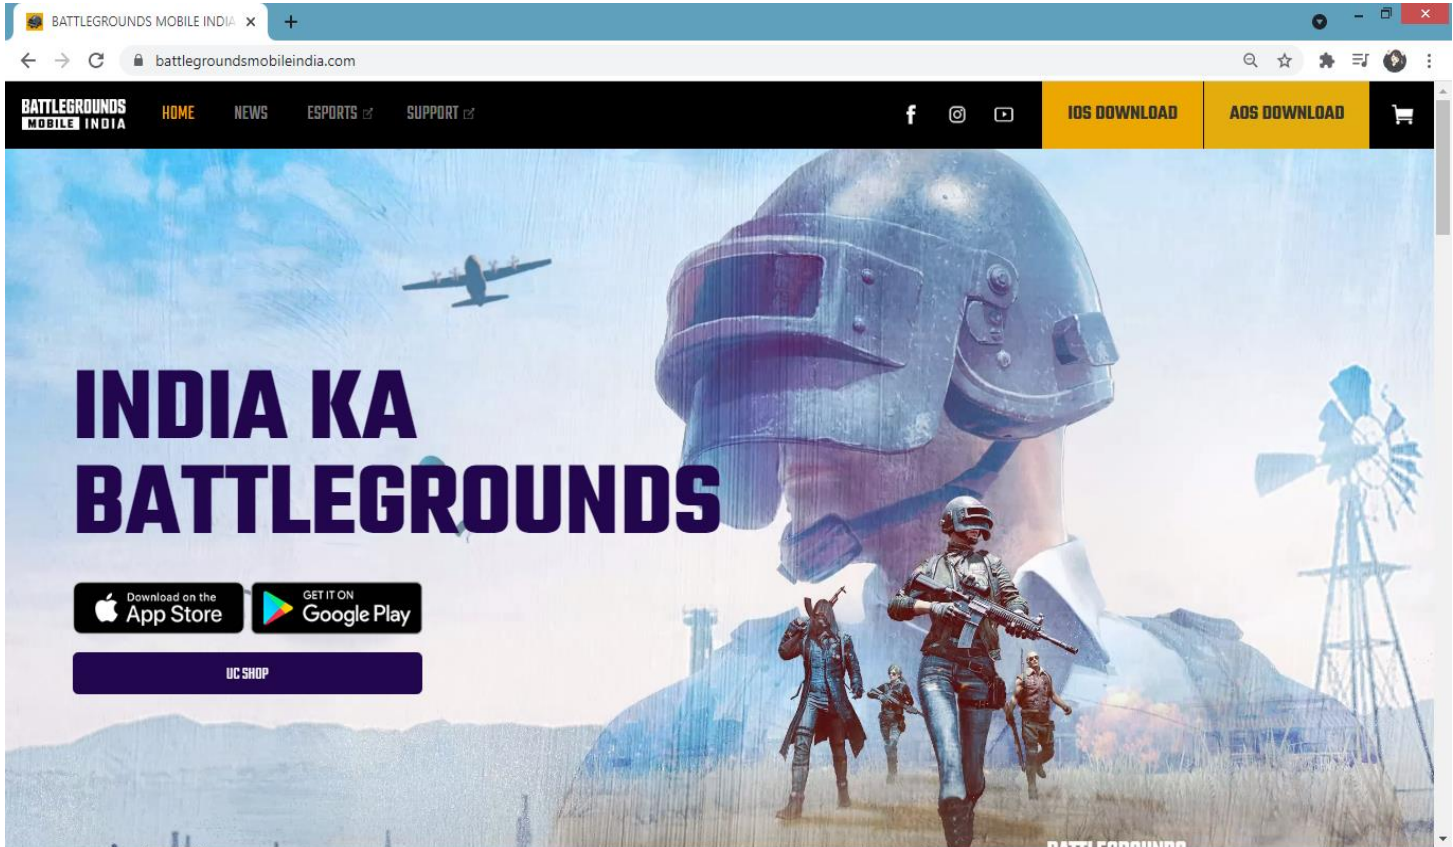 BATTLEGROUNDS MOBILE INDIA
battlegroundsmobileindia.com
BATTLEGROUNDS
MOBILE INDIA
HOME NEWS ESPORTS SUPPORT
IOS DOWNLOAD AOS DOWNLOAD
INDIA KA
BATTLEGROUNDS
Download on the
App Store
GET IT ON
Google Play
UC SHOP
BATTLEGROUNDS